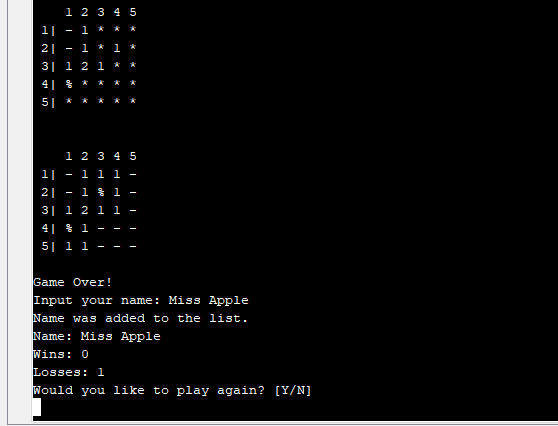 1 2 3 4 5
1| - 1 * * *
2| - 1 * 1 *
3| 1 2 1 * *
4| % * * * *
5| * * * * *
1 2 3 4 5
1| - 1 1 1 -
2| - 1 % 1 -
3| 1 2 1 1 -
4| % 1 - - -
5| 1 1 - - -
Game Over!
Input your name: Miss Apple
Name was added to the list.
Name: Miss Apple
Wins: 0
Losses: 1
Would you like to play again? [Y/N]